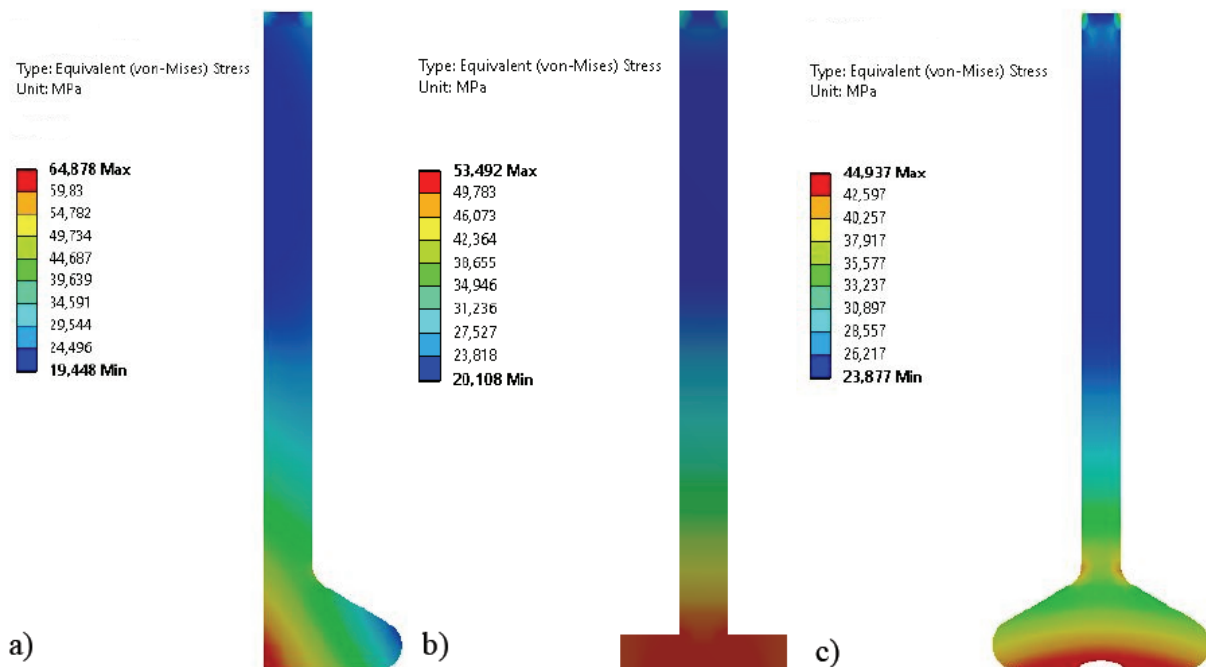 Type: Equivalent (von-Mises) Stress
Unit: MPa
64,878 Max
59,83
54,782
49,734
44,687
39,639
34,591
29,544
24,496
19,448 Min
a)
Type: Equivalent (von-Mises) Stress
Unit: MPa
53,492 Max
49,783
46,073
42,364
38,655
34,946
31,236
27,527
23,818
20,108 Min
b)
Type: Equivalent (von-Mises) Stress
Unit: MPa
44,937 Max
42,597
40,257
37,917
35,577
33,237
30,897
28,557
26,217
23,877 Min
c)